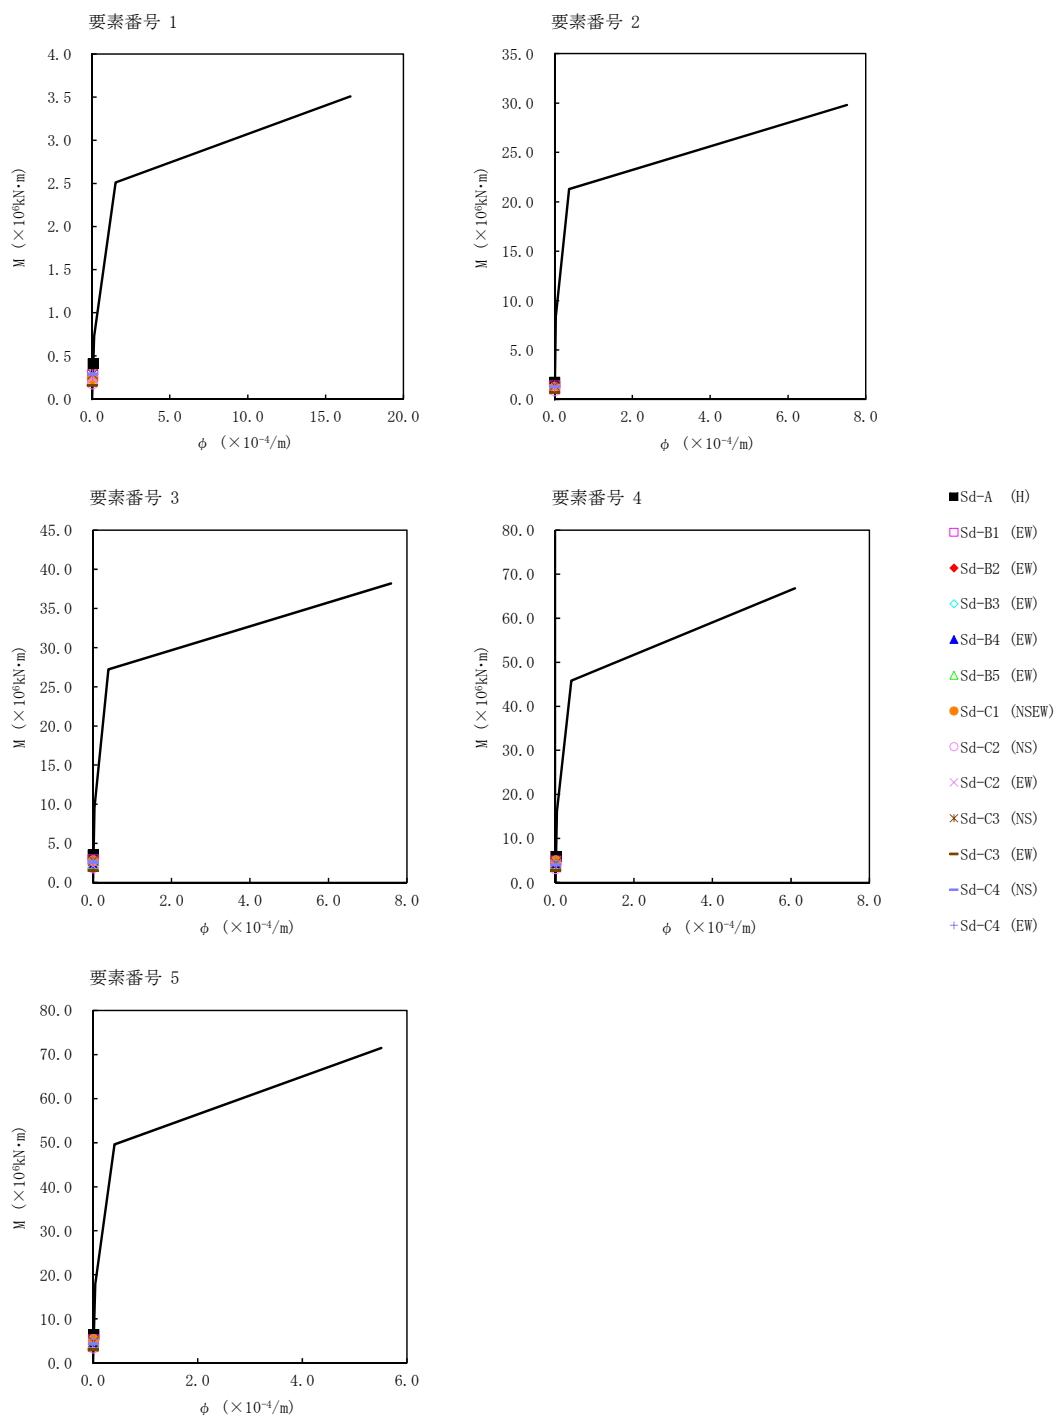 要素番号 1
4.0
3.5
3.0
2.5
2.0
1.5
1.0
0.5
0.0
M (×10⁶kN・m)
0.0 5.0 10.0 15.0 20.0
φ (×10⁻⁴/m)
要素番号 2
35.0
30.0
25.0
20.0
15.0
10.0
5.0
0.0
M (×10⁶kN・m)
0.0 2.0 4.0 6.0 8.0
φ (×10⁻⁴/m)
要素番号 3
45.0
40.0
35.0
30.0
25.0
20.0
15.0
10.0
5.0
0.0
M (×10⁶kN・m)
0.0 2.0 4.0 6.0 8.0
φ (×10⁻⁴/m)
要素番号 4
80.0
70.0
60.0
50.0
40.0
30.0
20.0
10.0
0.0
M (×10⁶kN・m)
0.0 2.0 4.0 6.0 8.0
φ (×10⁻⁴/m)
Sd-A (H)
Sd-B1 (EW)
Sd-B2 (EW)
Sd-B3 (EW)
Sd-B4 (EW)
Sd-B5 (EW)
Sd-C1 (NSEW)
Sd-C2 (NS)
Sd-C2 (EW)
Sd-C3 (NS)
Sd-C3 (EW)
Sd-C4 (NS)
Sd-C4 (EW)
要素番号 5
80.0
70.0
60.0
50.0
40.0
30.0
20.0
10.0
0.0
M (×10⁶kN・m)
0.0 2.0 4.0 6.0
φ (×10⁻⁴/m)